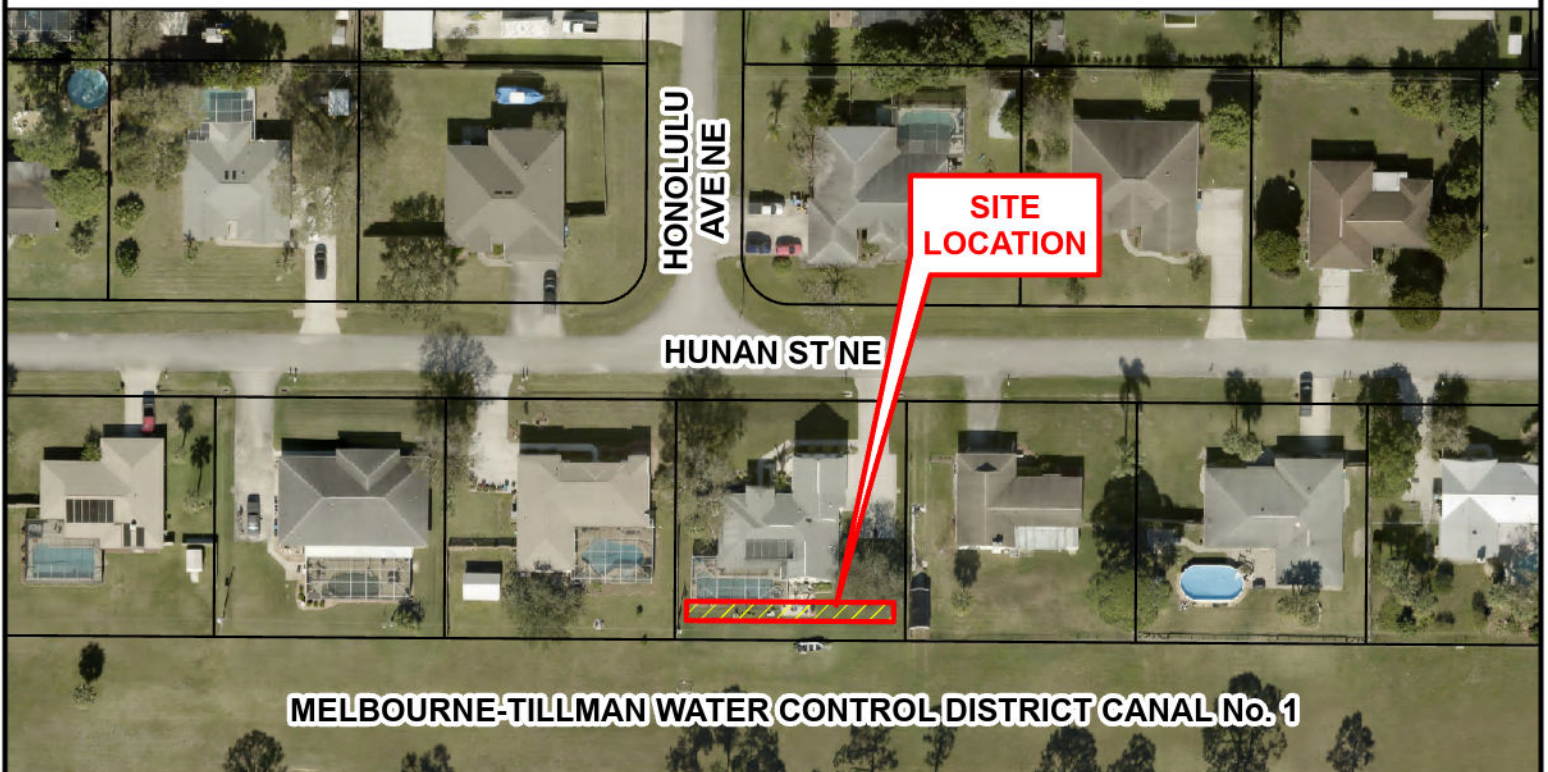 HONOLULU
AVE NE
SITE
LOCATION
HUNAN ST NE
MELBOURNE-TILLMAN WATER CONTROL DISTRICT CANAL No. 1